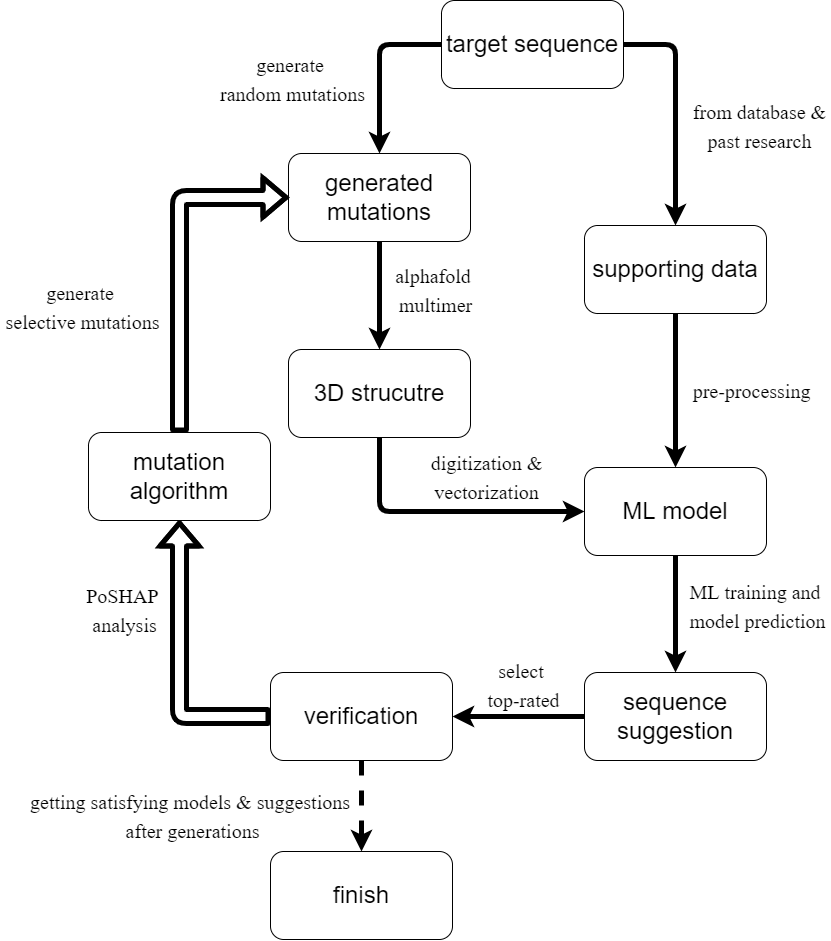 target sequence
generate
random mutations
from database &
past research
generated
mutations
supporting data
alphafold
multimer
generate
selective mutations
3D strucutre
pre-processing
mutation
algorithm
digitization &
vectorization
ML model
PoSHAP
analysis
ML training and
model prediction
select
top-rated
verification
sequence
suggestion
getting satisfying models & suggestions
after generations
finish